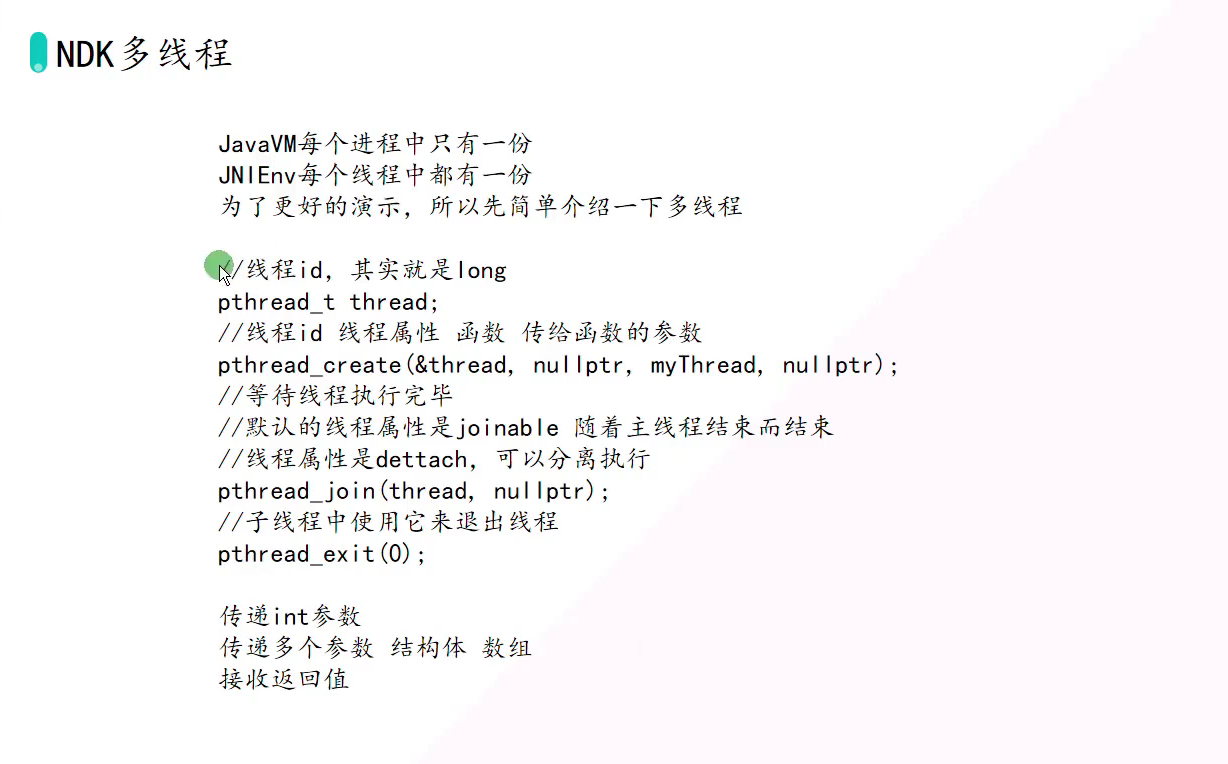 NDK多线程
JavaVM每个进程中只有一份
JNIEnv每个线程中都有一份
为了更好的演示，所以先简单介绍一下多线程
//线程id，其实就是long
pthread_t thread;
//线程id 线程属性 函数 传给函数的参数
pthread_create(&thread, nullptr, myThread, nullptr);
//等待线程执行完毕
//默认的线程属性是joinable 随着主线程结束而结束
//线程属性是dettach，可以分离执行
pthread_join(thread, nullptr);
//子线程中使用它来退出线程
pthread_exit(0);
传递int参数
传递多个参数 结构体 数组
接收返回值